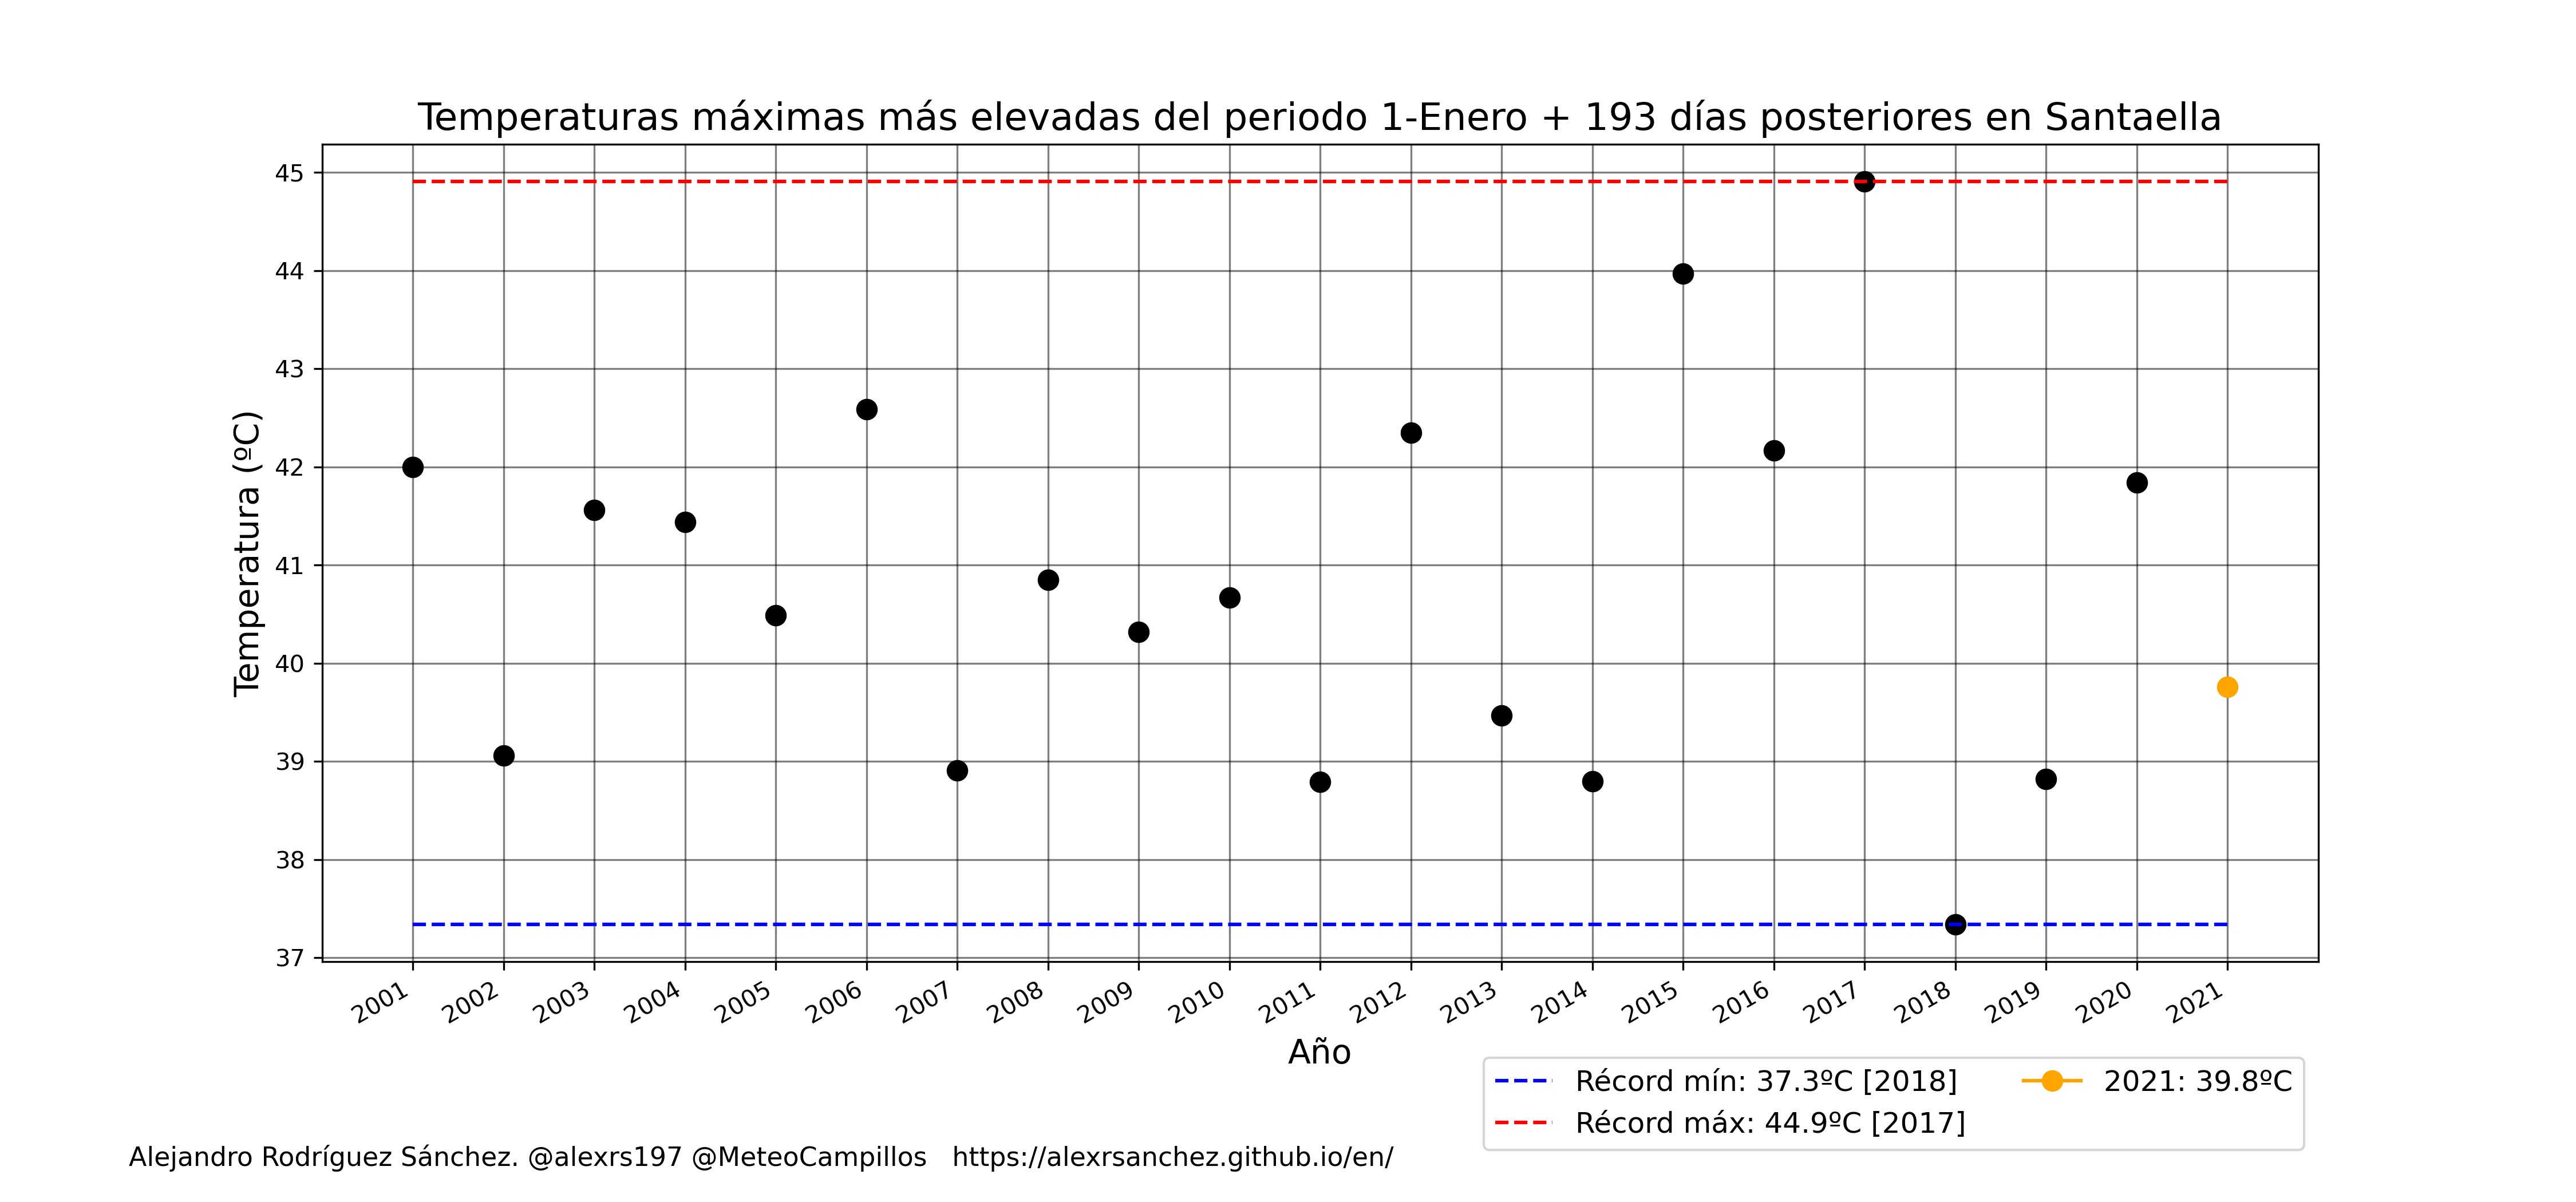 Temperaturas máximas más elevadas del periodo 1-Enero + 193 días posteriores en Santaella
Temperatura (ºC)
45
44
43
42
41
40
39
38
37
2001 2002 2003 2004 2005 2006 2007 2008 2009 2010 2011 2012 2013 2014 2015 2016 2017 2018 2019 2020 2021
Año
Récord mín: 37.3ºC [2018] 2021: 39.8ºC
Récord máx: 44.9ºC [2017]
Alejandro Rodríguez Sánchez. @alexrs197 @MeteoCampillos https://alexrsanchez.github.io/en/